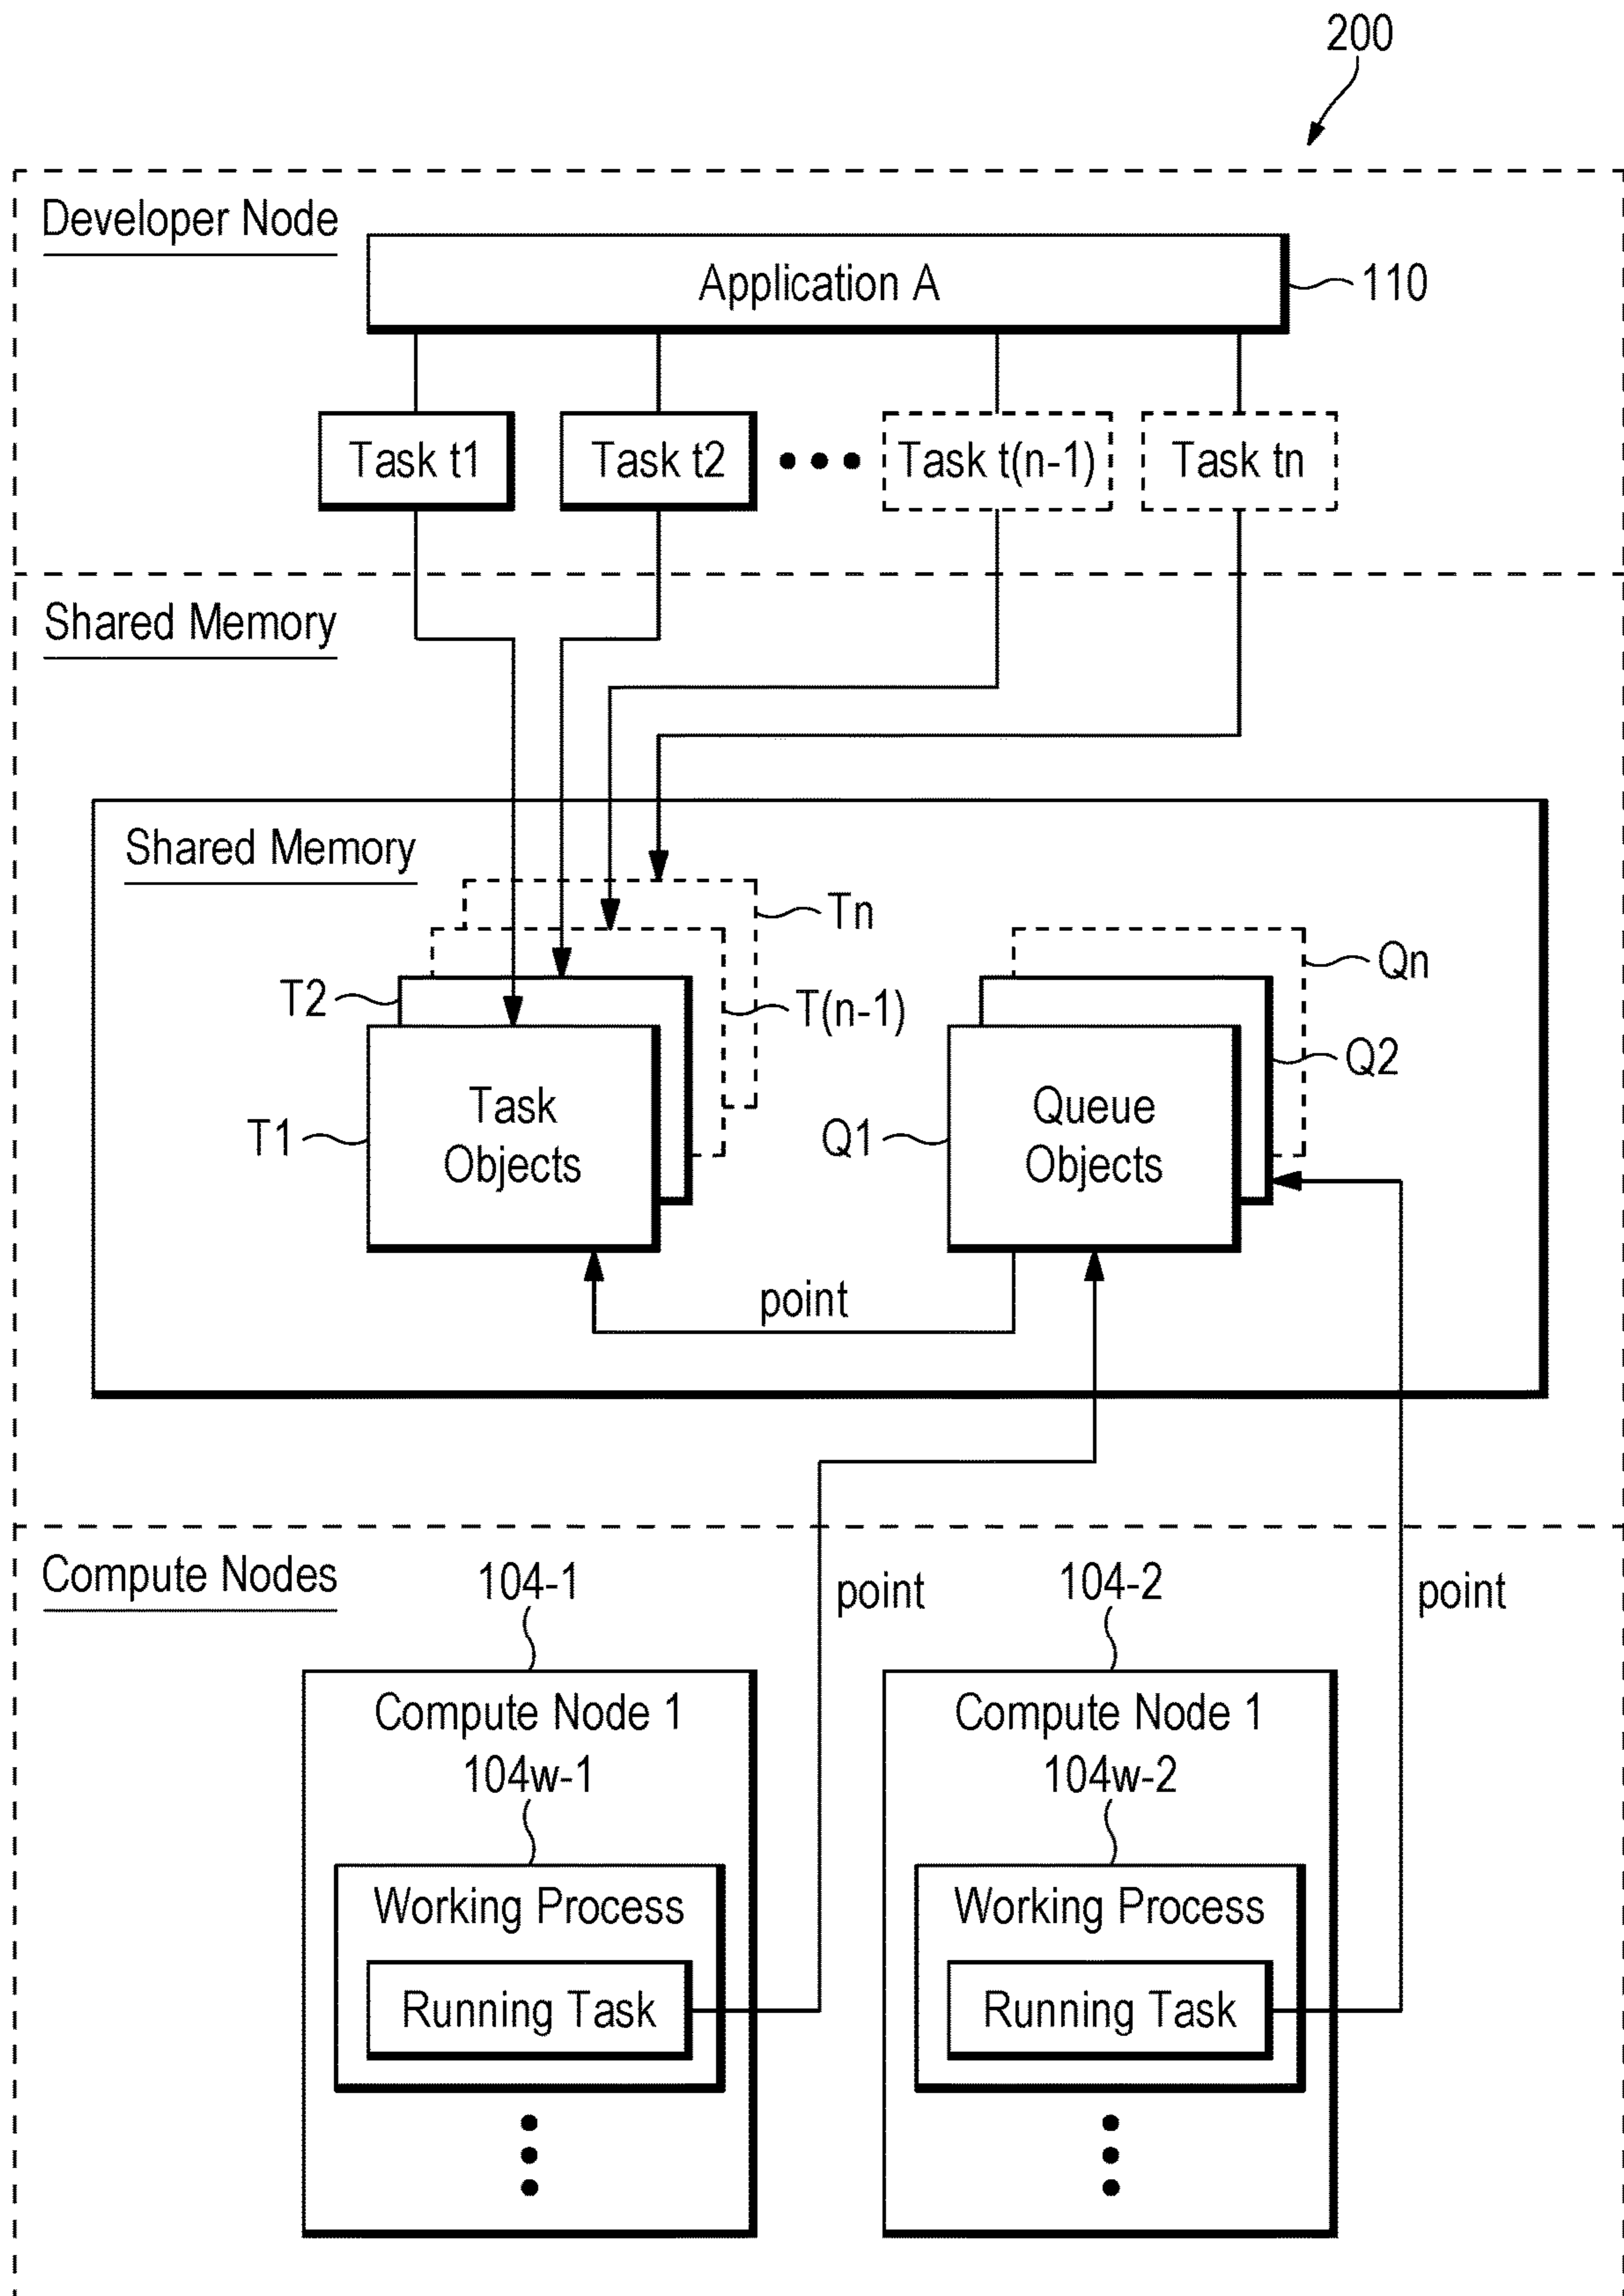 200
Developer Node
Application A
110
Task t1
Task t2
Task t(n-1)
Task tn
Shared Memory
Shared Memory
Tn
Qn
T2
T(n-1)
Q2
Task
Objects
Queue
Objects
T1
Q1
point
Compute Nodes
104-1
point
104-2
point
Compute Node 1
Compute Node 1
104w-1
104w-2
Working Process
Working Process
Running Task
Running Task